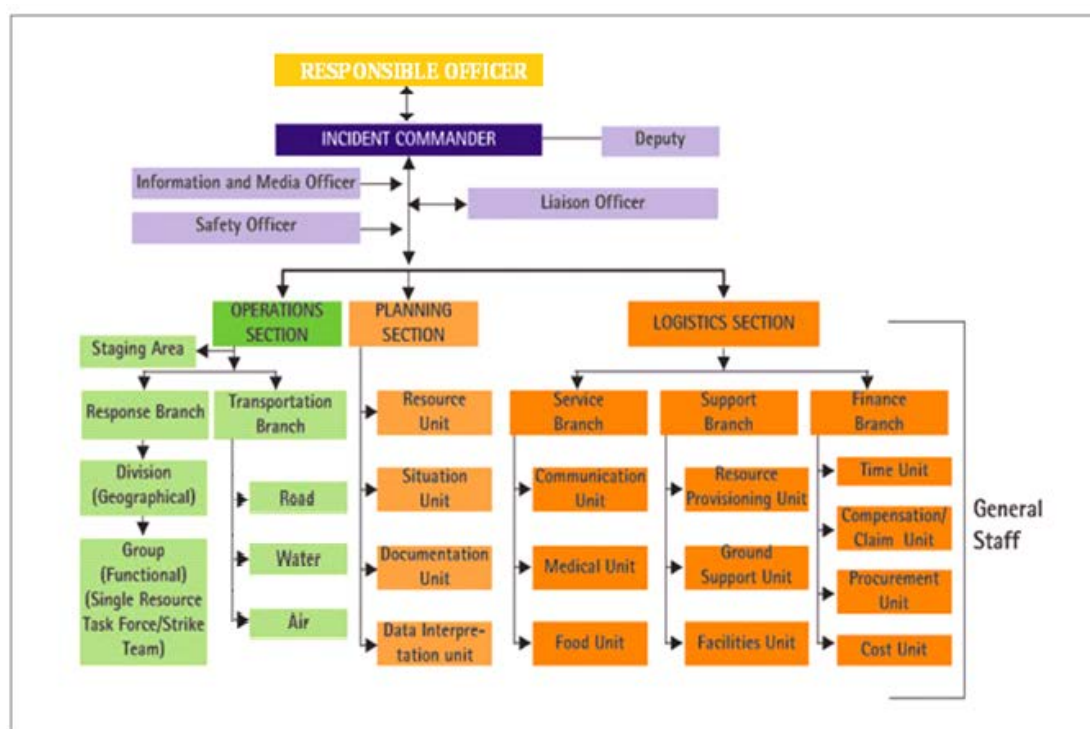 RESPONSIBLE OFFICER
INCIDENT COMMANDER
Deputy
Information and Media Officer
Liaison Officer
Safety Officer
OPERATIONS
SECTION
PLANNING
SECTION
LOGISTICS SECTION
Staging Area
Response Branch
Transportation
Branch
Resource
Unit
Service
Branch
Support
Branch
Finance
Branch
Division
(Geographical)
Road
Situation
Unit
Communication
Unit
Resource
Provisioning Unit
Time Unit
Compensation/
Claim Unit
General
Staff
Group
(Functional)
(Single Resource
Task Force/Strike
Team)
Water
Documentation
Unit
Medical Unit
Ground
Support Unit
Procurement
Unit
Air
Data Interpre-
tation unit
Food Unit
Facilities Unit
Cost Unit